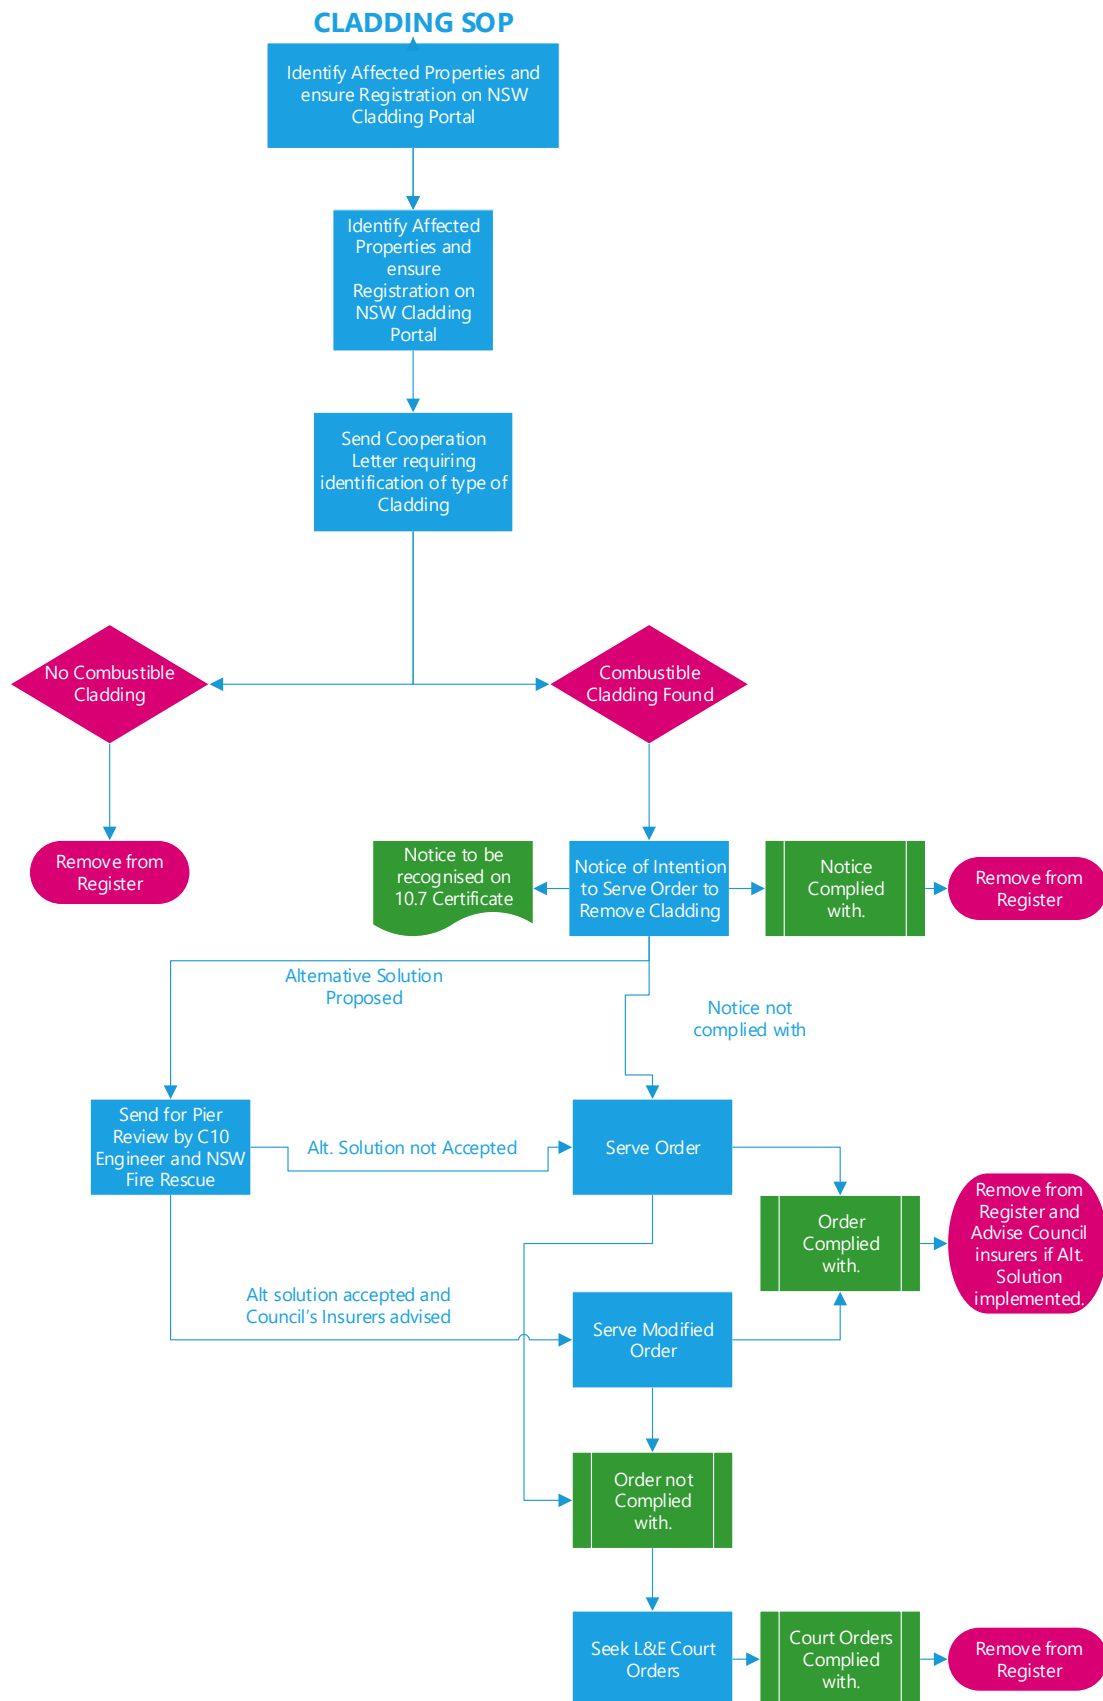 CLADDING SOP
Identify Affected Properties and
ensure Registration on NSW
Cladding Portal
Identify Affected
Properties and
ensure
Registration on
NSW Cladding
Portal
Send Cooperation
Letter requiring
identification of type of
Cladding
No Combustible
Cladding
Combustible
Cladding Found
Remove from
Register
Notice to be
recognised on
10.7 Certificate
Notice of Intention
to Serve Order to
Remove Cladding
Notice
Complied
with.
Remove from
Register
Alternative Solution
Proposed
Notice not
complied with
Send for Pier
Review by C10
Engineer and NSW
Fire Rescue
Alt. Solution not Accepted
Serve Order
Order
Complied
with.
Remove from
Register and
Advise Council
insurers if Alt.
Solution
implemented.
Alt solution accepted and
Council's Insurers advised
Serve Modified
Order
Order not
Complied
with.
Seek L&E Court
Orders
Court Orders
Complied
with.
Remove from
Register